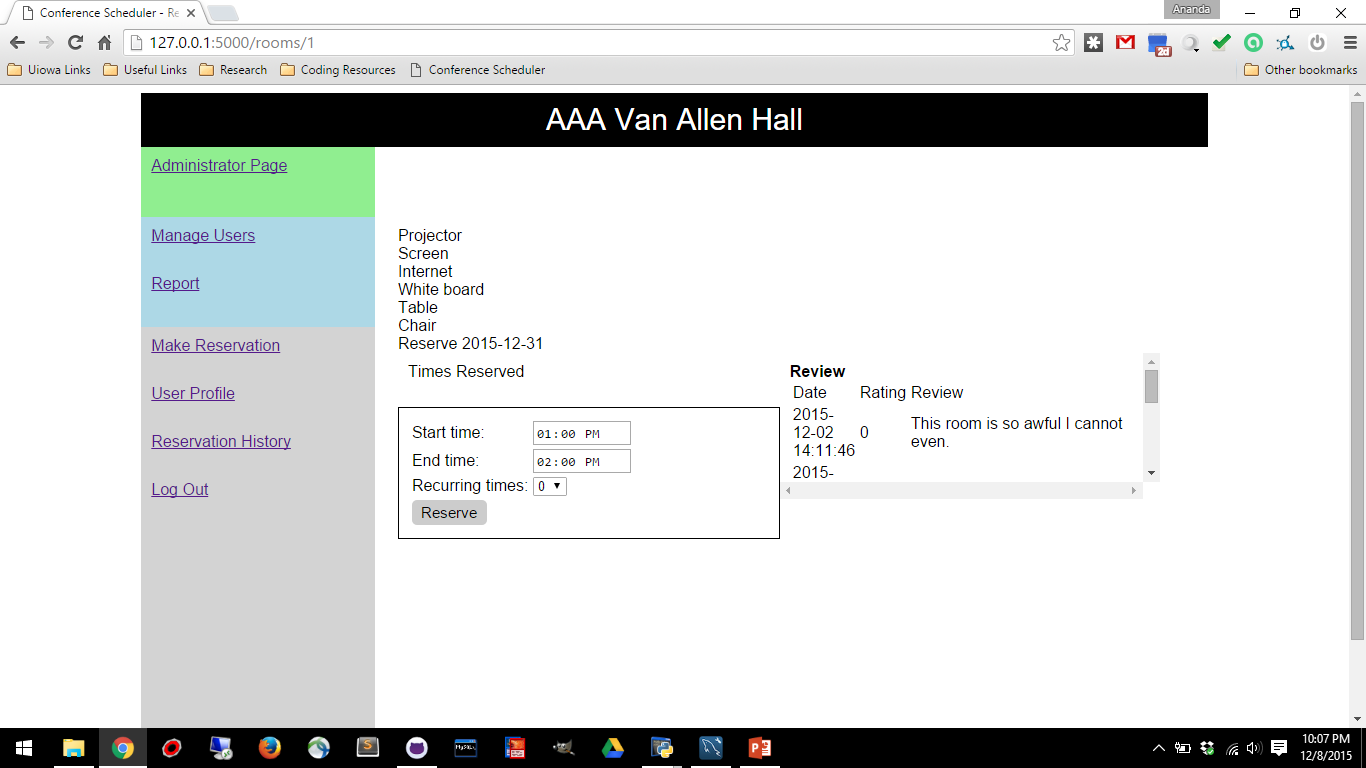 Conference Scheduler - Re
Ananda
127.0.0.1:5000/rooms/1
23
Uiowa Links
Useful Links
Research
Coding Resources
Conference Scheduler
Other bookmarks
AAA Van Allen Hall
Administrator Page
Manage Users
Report
Make Reservation
User Profile
Reservation History
Log Out
Projector
Screen
Internet
White board
Table
Chair
Reserve 2015-12-31
Times Reserved
Start time: 01:00 PM
End time: 02:00 PM
Recurring times: 0
Reserve
Review
Date Rating Review
2015-
12-02 0 This room is so awful I cannot
14:11:46 even.
2015-
MySQL
10:07 PM
12/8/2015